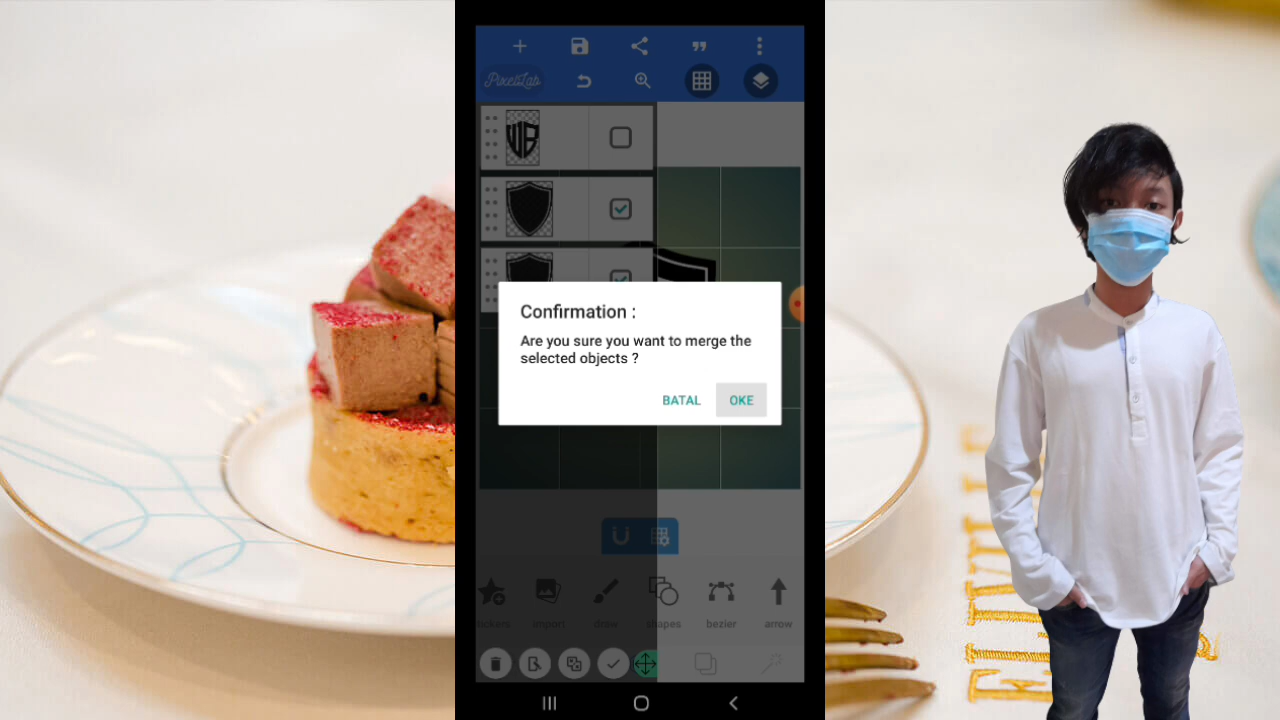 PixelLab
WB
Confirmation :
Are you sure you want to merge the
selected objects ?
BATAL
OKE
import
draw
shapes
bezier
arrow